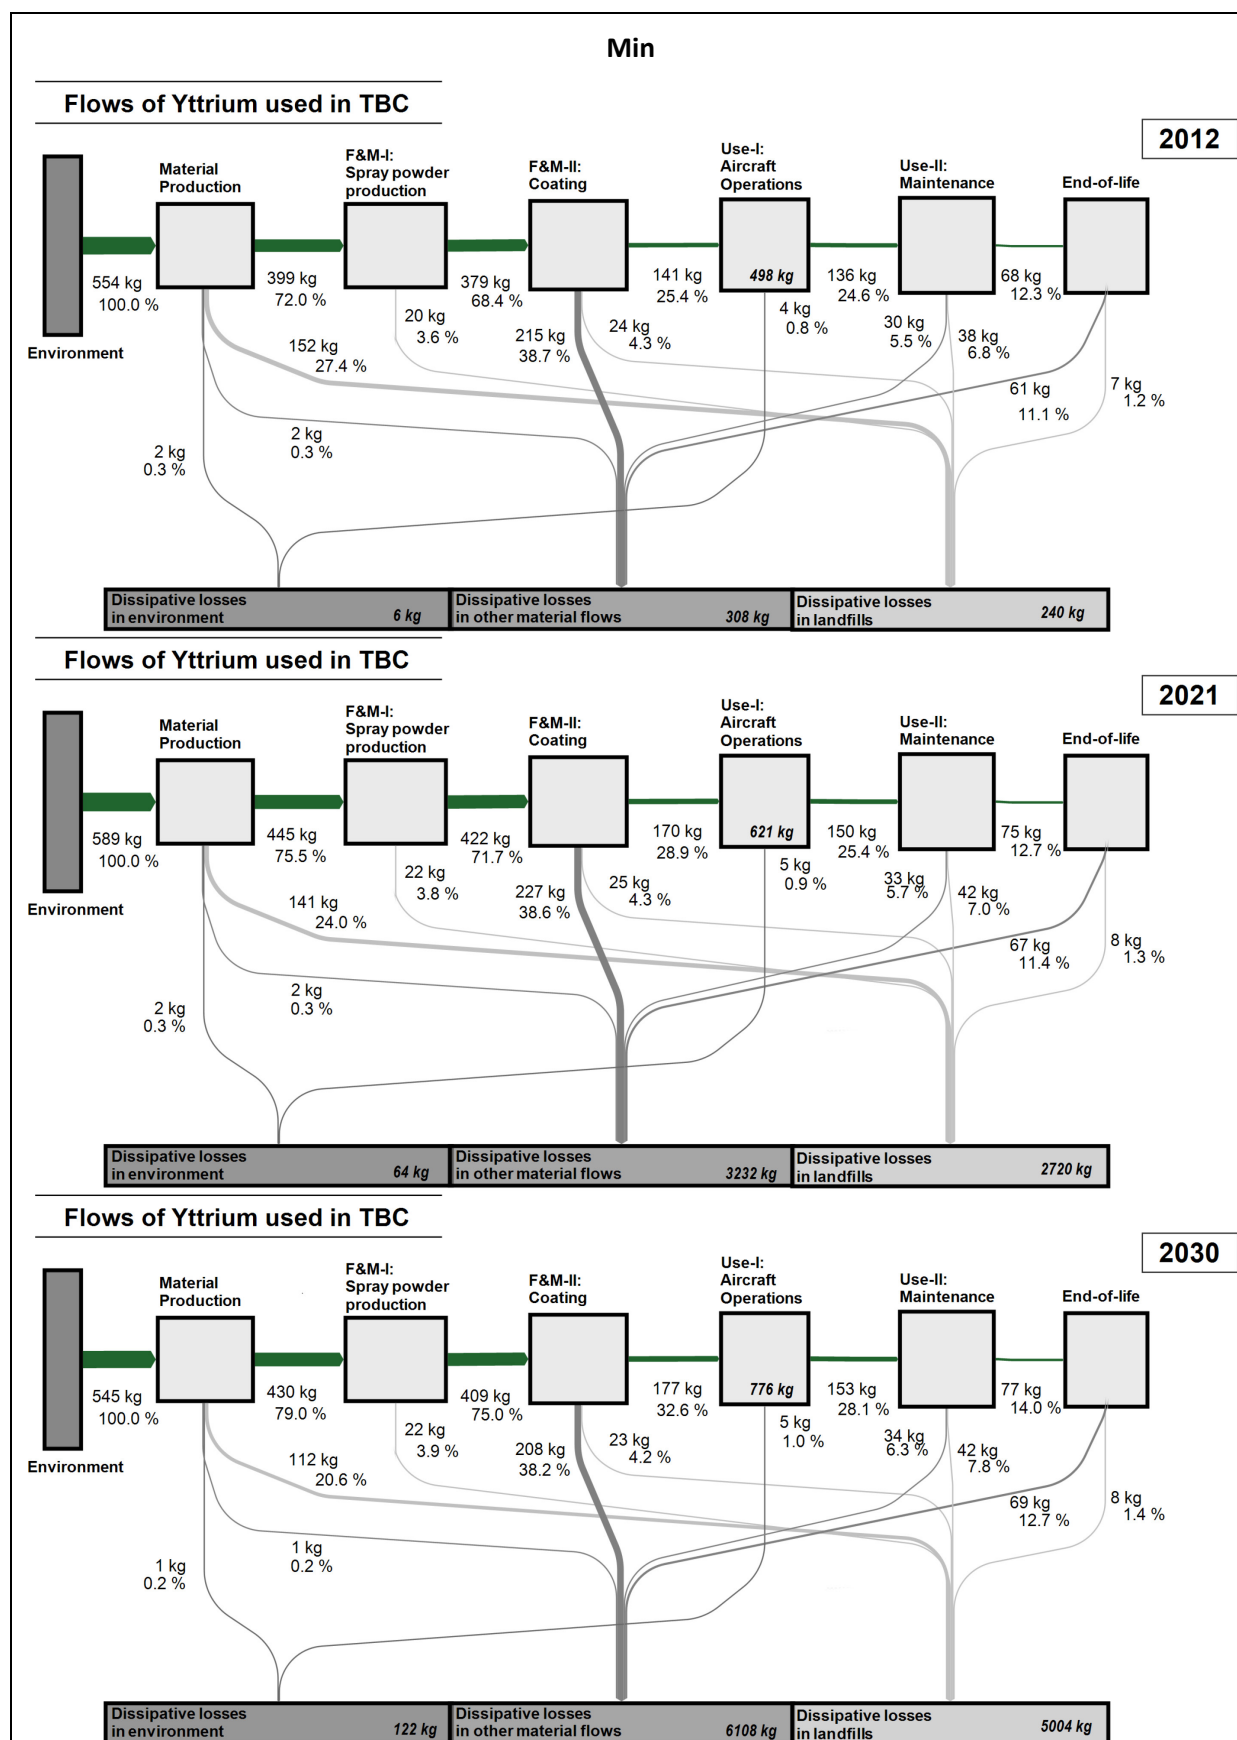 Min
Flows of Yttrium used in TBC
2012
Material
Production
F&M-I:
Spray powder
production
F&M-II:
Coating
Use-I:
Aircraft
Operations
Use-II:
Maintenance
End-of-life
554 kg
100.0 %
399 kg
72.0 %
379 kg
68.4 %
141 kg
25.4 %
498 kg
136 kg
24.6 %
68 kg
12.3 %
Environment
152 kg
27.4 %
20 kg
3.6 %
215 kg
38.7 %
24 kg
4.3 %
4 kg
0.8 %
30 kg
5.5 %
38 kg
6.8 %
61 kg
11.1 %
7 kg
1.2 %
2 kg
0.3 %
2 kg
0.3 %
Dissipative losses
in environment
6 kg
Dissipative losses
in other material flows
308 kg
Dissipative losses
in landfills
240 kg
Flows of Yttrium used in TBC
2021
Material
Production
F&M-I:
Spray powder
production
F&M-II:
Coating
Use-I:
Aircraft
Operations
Use-II:
Maintenance
End-of-life
589 kg
100.0 %
445 kg
75.5 %
422 kg
71.7 %
170 kg
28.9 %
621 kg
150 kg
25.4 %
75 kg
12.7 %
Environment
141 kg
24.0 %
22 kg
3.8 %
227 kg
38.6 %
25 kg
4.3 %
5 kg
0.9 %
33 kg
5.7 %
42 kg
7.0 %
67 kg
11.4 %
8 kg
1.3 %
2 kg
0.3 %
2 kg
0.3 %
Dissipative losses
in environment
64 kg
Dissipative losses
in other material flows
3232 kg
Dissipative losses
in landfills
2720 kg
Flows of Yttrium used in TBC
2030
Material
Production
F&M-I:
Spray powder
production
F&M-II:
Coating
Use-I:
Aircraft
Operations
Use-II:
Maintenance
End-of-life
545 kg
100.0 %
430 kg
79.0 %
409 kg
75.0 %
177 kg
32.6 %
776 kg
153 kg
28.1 %
77 kg
14.0 %
Environment
112 kg
20.6 %
22 kg
3.9 %
208 kg
38.2 %
23 kg
4.2 %
5 kg
1.0 %
34 kg
6.3 %
42 kg
7.8 %
69 kg
12.7 %
8 kg
1.4 %
1 kg
0.2 %
1 kg
0.2 %
Dissipative losses
in environment
122 kg
Dissipative losses
in other material flows
6108 kg
Dissipative losses
in landfills
5004 kg